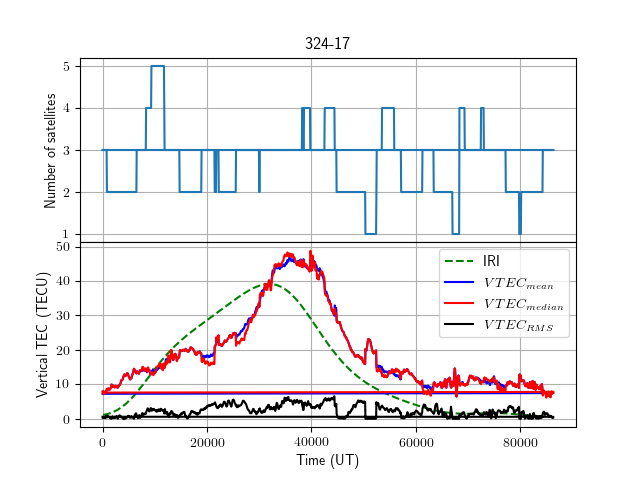 324-17
Number of satellites
5
4
3
2
1
Vertical TEC (TECU)
50
40
30
20
10
0
IRI
VTEC_mean
VTEC_median
VTEC_RMS
0 20000 40000 60000 80000
Time (UT)